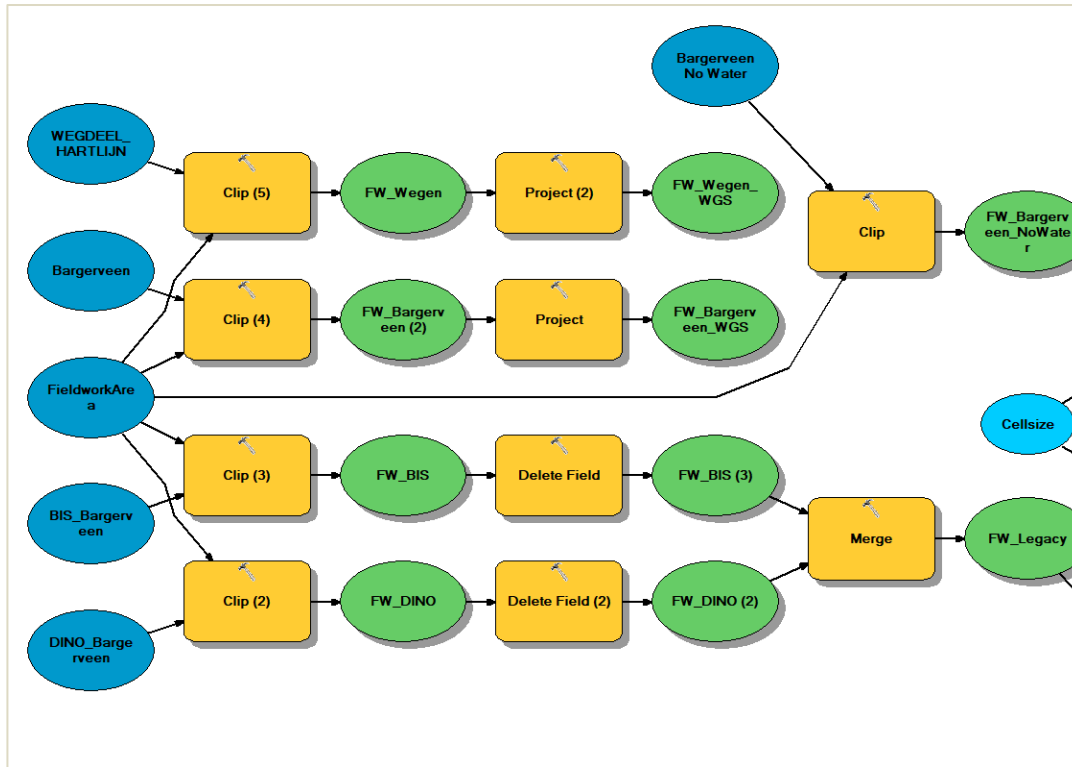 Bargerveen
No Water
WEGDEEL_
HARTLIJN
Clip (5)
FW_Wegen
Project (2)
FW_Wegen_
WGS
Clip
FW_Bargerv
een_NoWate
r
Bargerveen
Clip (4)
FW_Bargerv
een (2)
Project
FW_Bargerv
een_WGS
FieldworkAre
a
Cellsize
Clip (3)
FW_BIS
Delete Field
FW_BIS (3)
BIS_Bargerv
een
Merge
FW_Legacy
Clip (2)
FW_DINO
Delete Field (2)
FW_DINO (2)
DINO_Barge
rveen